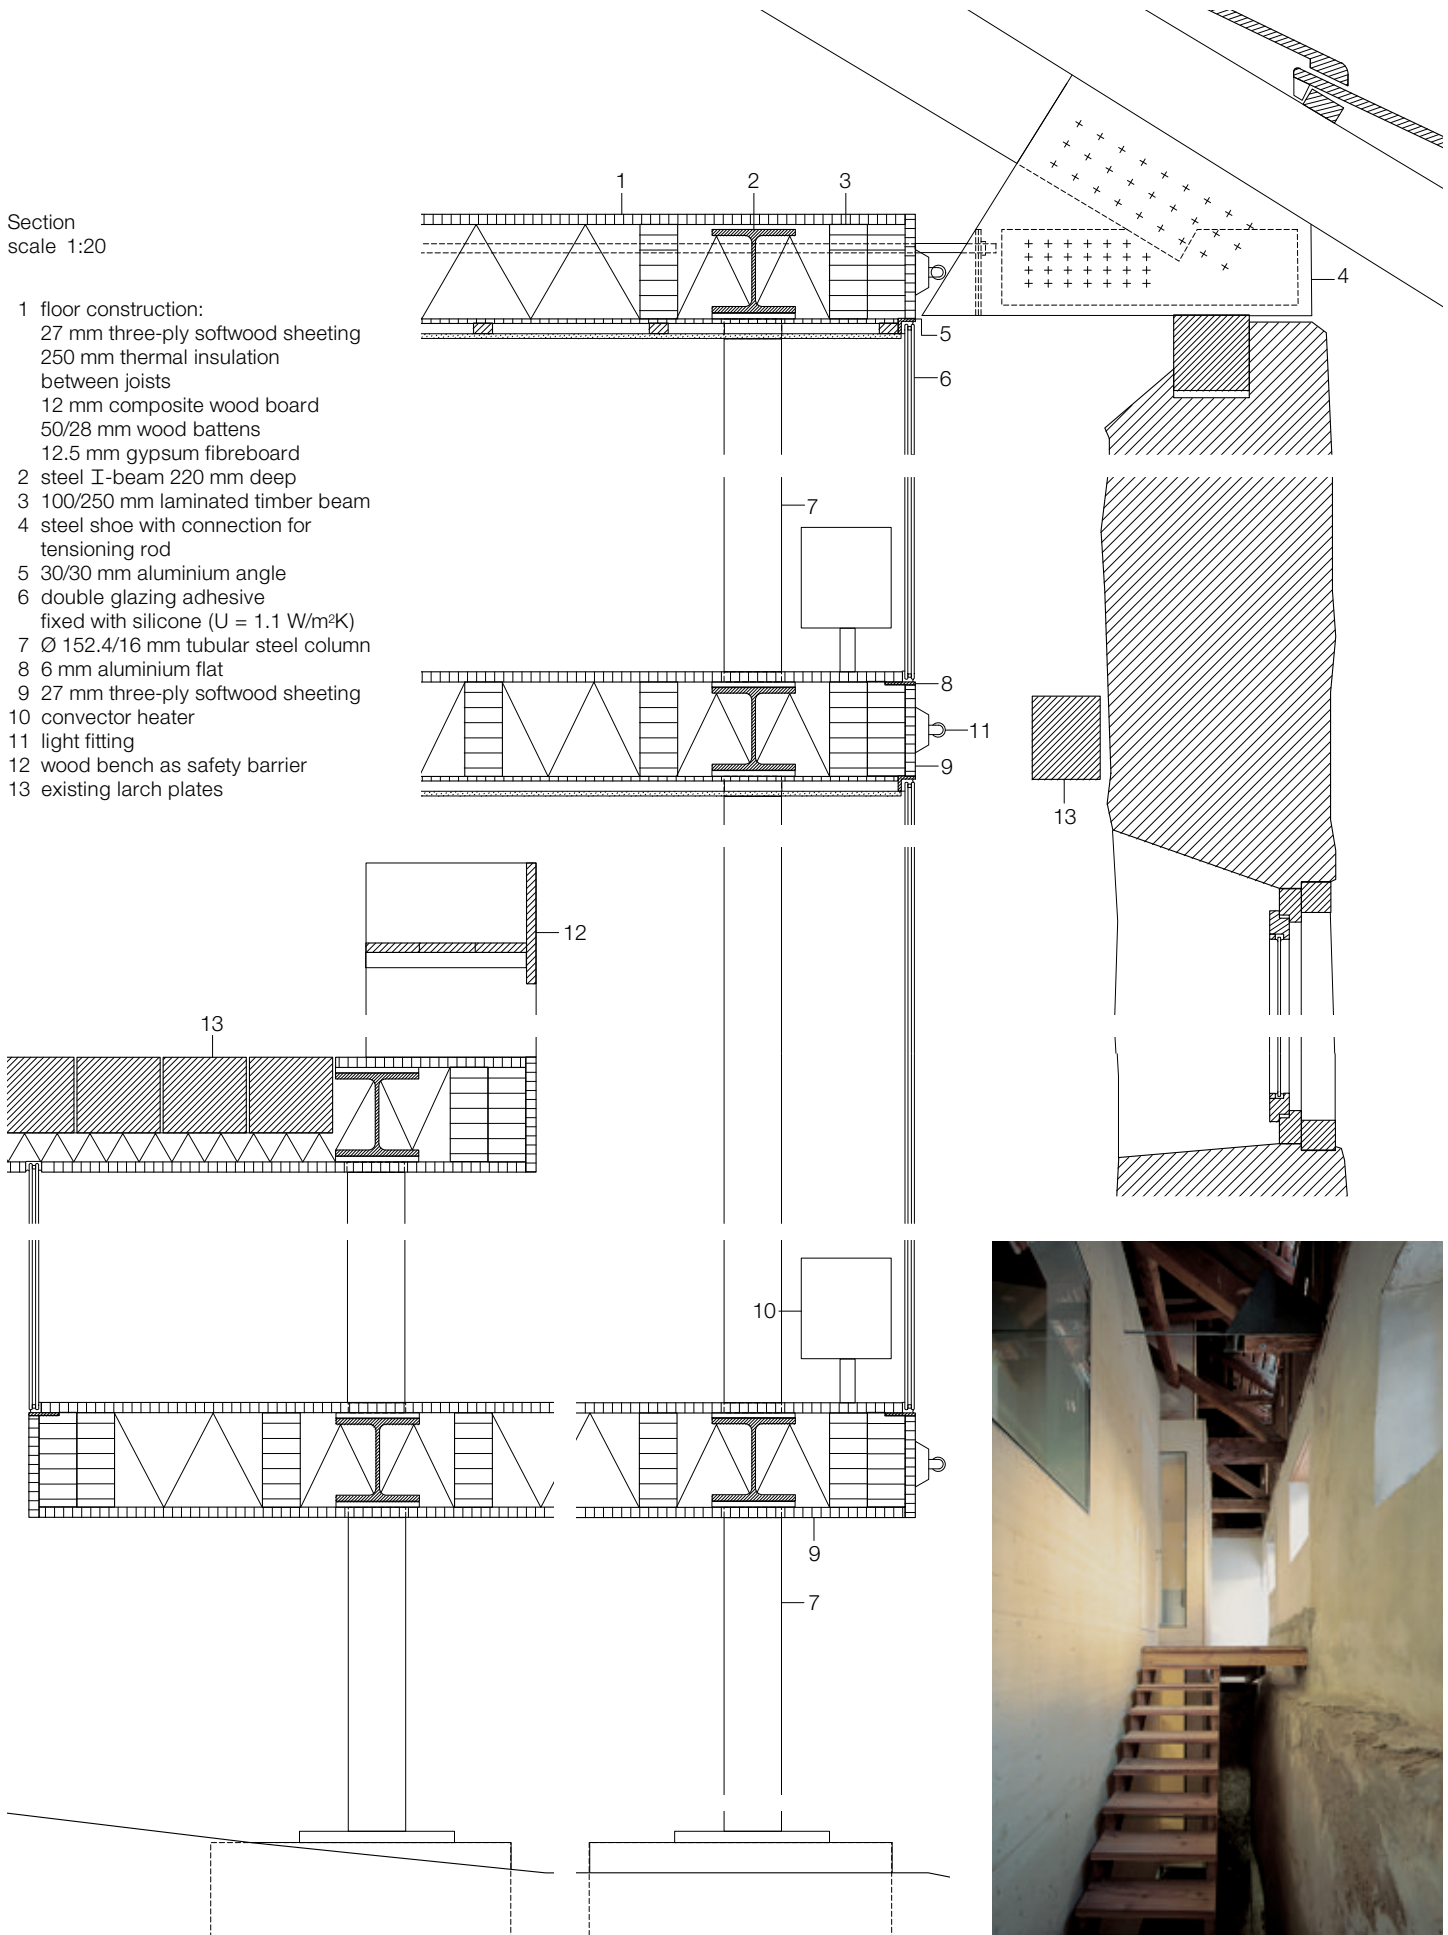 Section
scale 1:20
1 floor construction:
27 mm three-ply softwood sheeting
250 mm thermal insulation
between joists
12 mm composite wood board
50/28 mm wood battens
12.5 mm gypsum fibreboard
2 steel I-beam 220 mm deep
3 100/250 mm laminated timber beam
4 steel shoe with connection for
tensioning rod
5 30/30 mm aluminium angle
6 double glazing adhesive
fixed with silicone (U = 1.1 W/m²K)
7 Ø 152.4/16 mm tubular steel column
8 6 mm aluminium flat
9 27 mm three-ply softwood sheeting
10 convector heater
11 light fitting
12 wood bench as safety barrier
13 existing larch plates
1 2 3
4
5
6
7
8
11
9
13
12
13
10
9
7